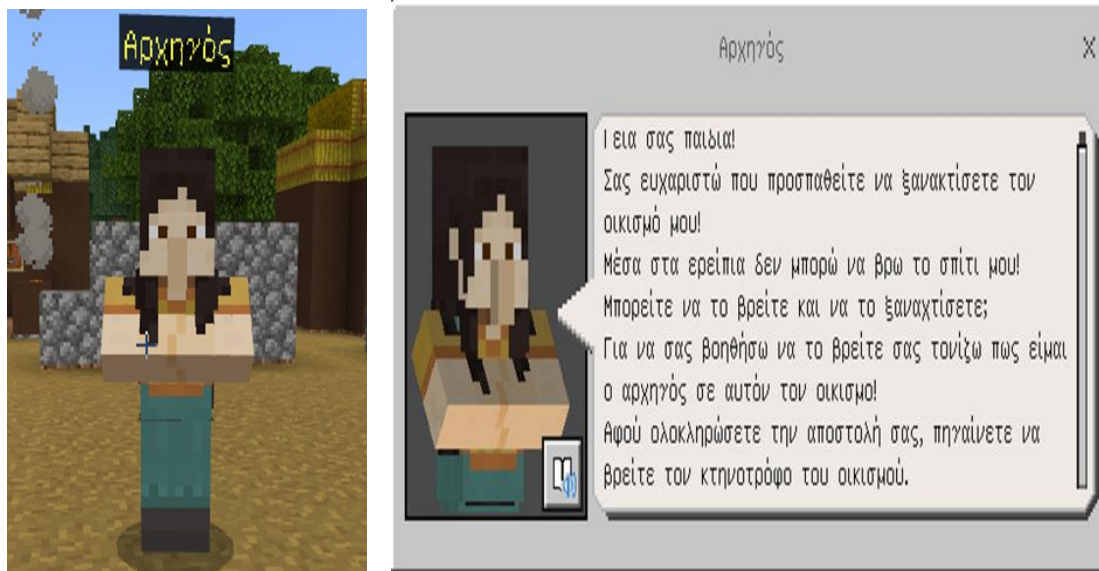 Αρχηγός
Αρχηγός
X
Γεια σας παιδια!
Σας ευχαριστώ που προσπαθείτε να ξανακτίσετε τον
οικισμό μου!
Μέσα στα ερείπια δεν μπορώ να βρω το σπίτι μου!
Μπορείτε να το βρείτε και να το ξαναχτίσετε;
Για να σας βοηθήσω να το βρείτε σας τονίζω πως είμαι
ο αρχηγός σε αυτόν τον οικισμο!
Αφού ολοκληρώσετε την αποστολή σας, πηγαίνετε να
βρείτε τον κτηνοτρόφο του οικισμού.